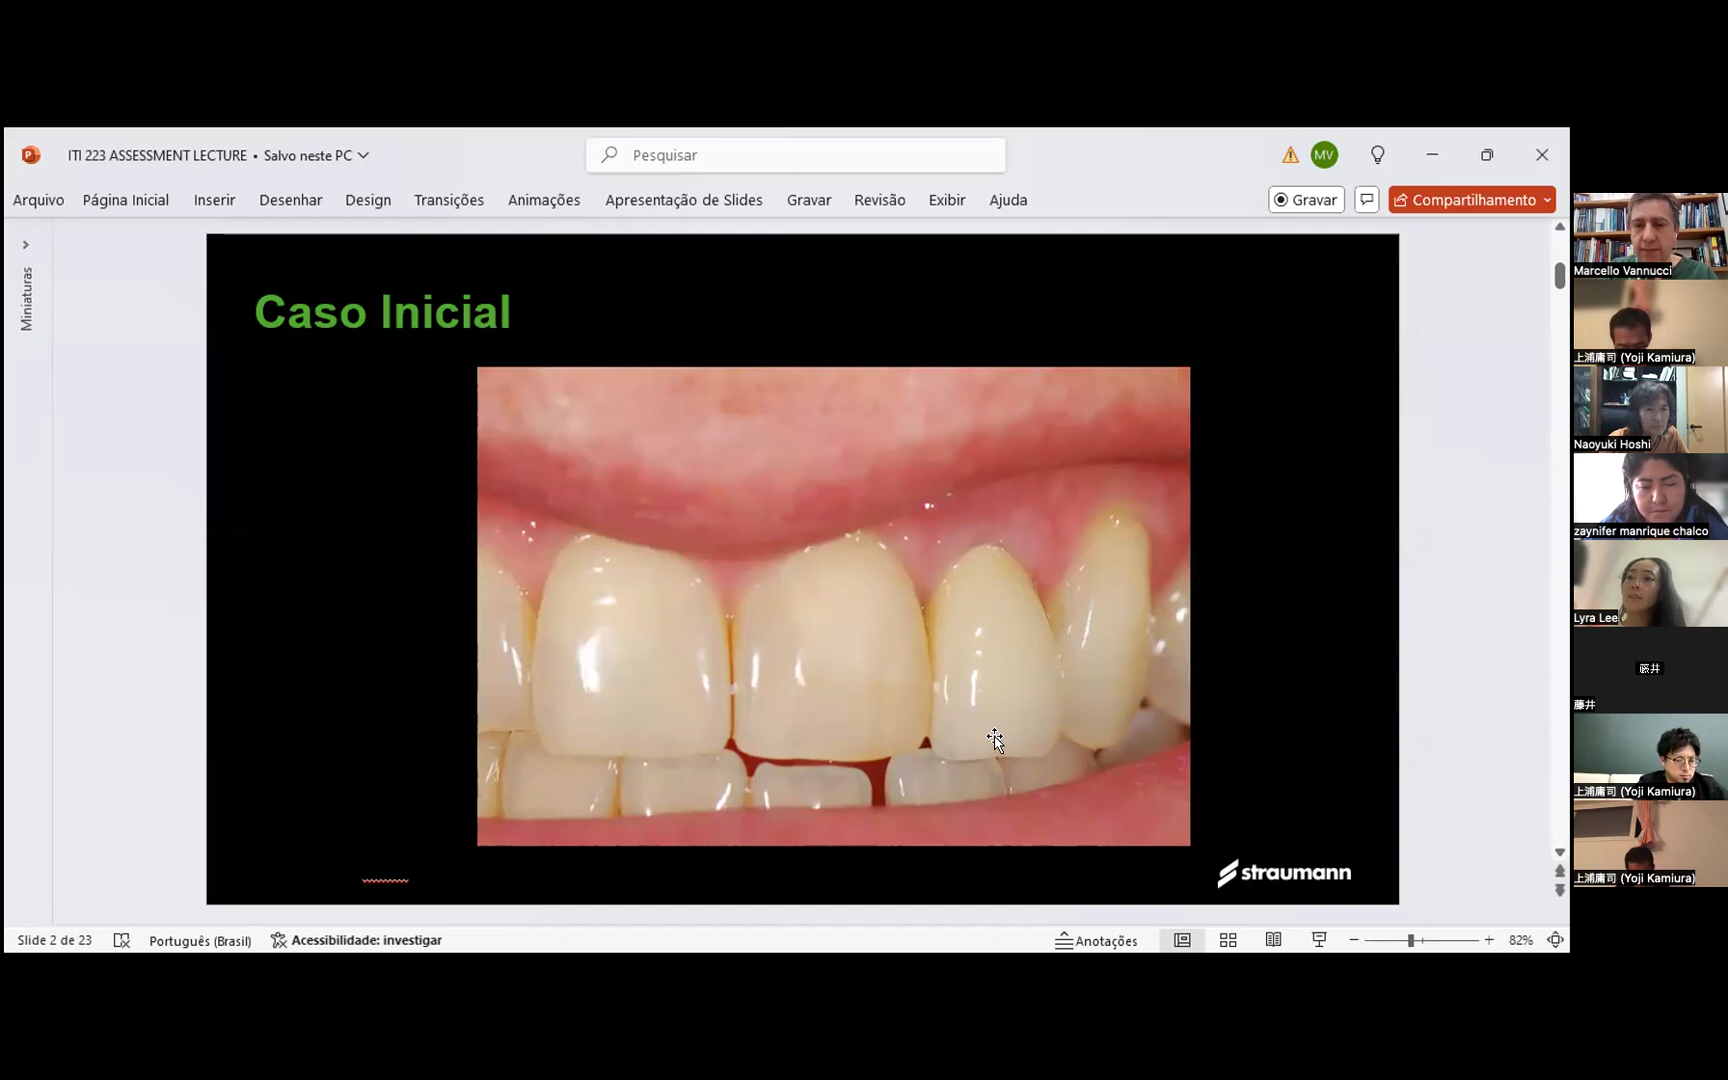 ITI 223 ASSESSMENT LECTURE • Salvo neste PC
Pesquisar
MV
Arquivo Página Inicial Inserir Desenhar Design Transições Animações Apresentação de Slides Gravar Revisão Exibir Ajuda
Gravar
Compartilhamento
Miniaturas
Caso Inicial
straumann
Slide 2 de 23
Português (Brasil)
Acessibilidade: investigar
Anotações
82%
Marcello Vannucci
上浦庸司 (Yoji Kamiura)
Naoyuki Hoshi
zaynifer manrique chalco
Lyra Lee
藤井
藤井
上浦庸司 (Yoji Kamiura)
上浦庸司 (Yoji Kamiura)